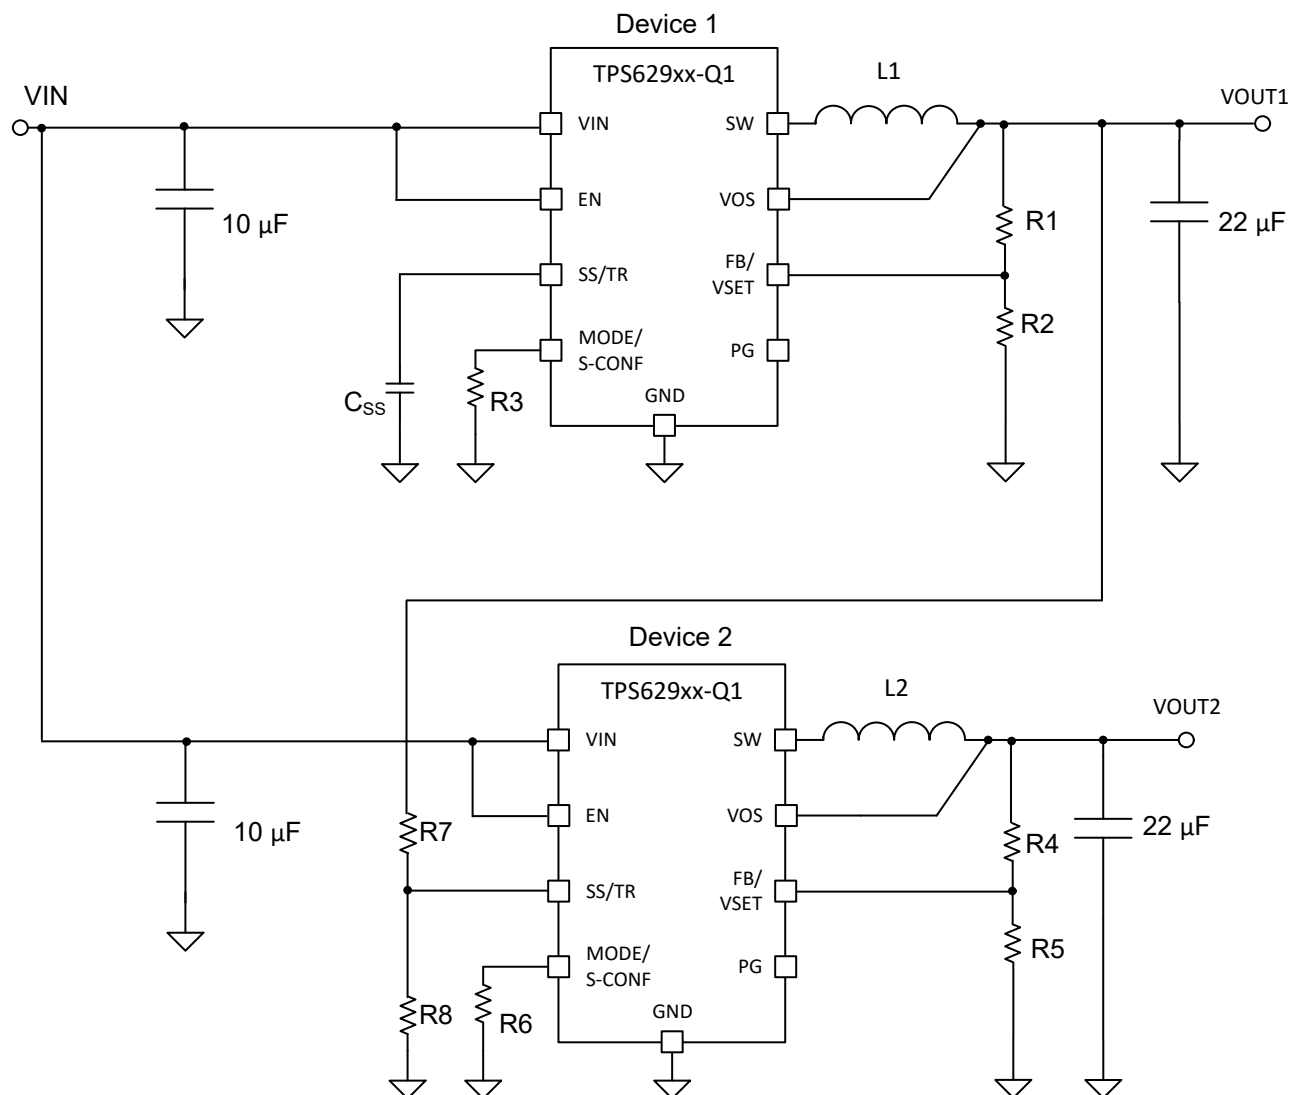 Device 1
TPS629xx-Q1
VIN
L1
VOUT1
VIN
SW
EN
VOS
10 µF
R1
22 µF
SS/TR
FB/
VSET
R2
MODE/
S-CONF
PG
CSS
R3
GND
Device 2
TPS629xx-Q1
L2
VOUT2
VIN
SW
EN
VOS
10 µF
R7
R4
22 µF
SS/TR
FB/
VSET
R5
MODE/
S-CONF
PG
R8
R6
GND